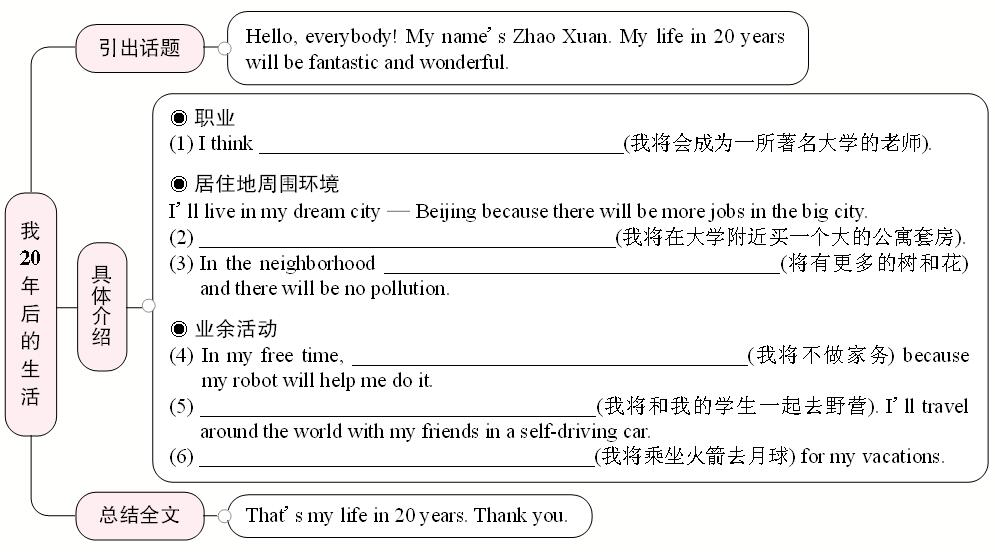 引出话题
Hello, everybody! My name's Zhao Xuan. My life in 20 years
will be fantastic and wonderful.
我20年后的生活
具体介绍
◉ 职业
(1) I think ____________________(我将会成为一所著名大学的老师).
◉ 居住地周围环境
I'll live in my dream city — Beijing because there will be more jobs in the big city.
(2) ____________________(我将在大学附近买一个大的公寓套房).
(3) In the neighborhood ____________________(将有更多的树和花)
and there will be no pollution.
◉ 业余活动
(4) In my free time, ____________________(我将不做家务) because
my robot will help me do it.
(5) ____________________(我将和我的学生一起去野营). I'll travel
around the world with my friends in a self-driving car.
(6) ____________________(我将乘坐火箭去月球) for my vacations.
总结全文
That's my life in 20 years. Thank you.